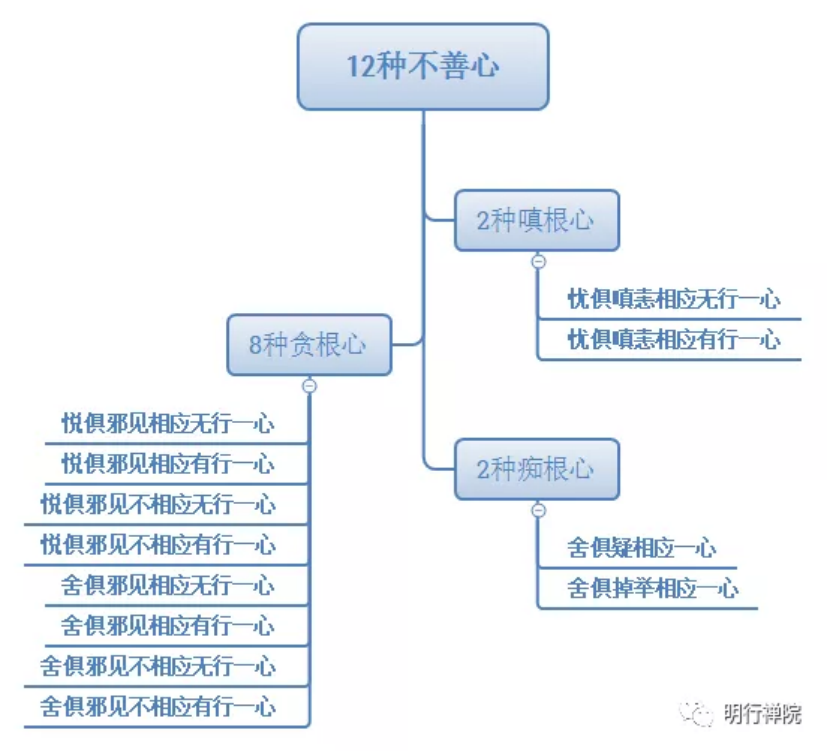 12种不善心
2种嗔根心
忧俱嗔恚相应无行一心
忧俱嗔恚相应有行一心
8种贪根心
悦俱邪见相应无行一心
悦俱邪见相应有行一心
悦俱邪见不相应无行一心
悦俱邪见不相应有行一心
舍俱邪见相应无行一心
舍俱邪见相应有行一心
舍俱邪见不相应无行一心
舍俱邪见不相应有行一心
2种痴根心
舍俱疑相应一心
舍俱掉举相应一心
明行禅院